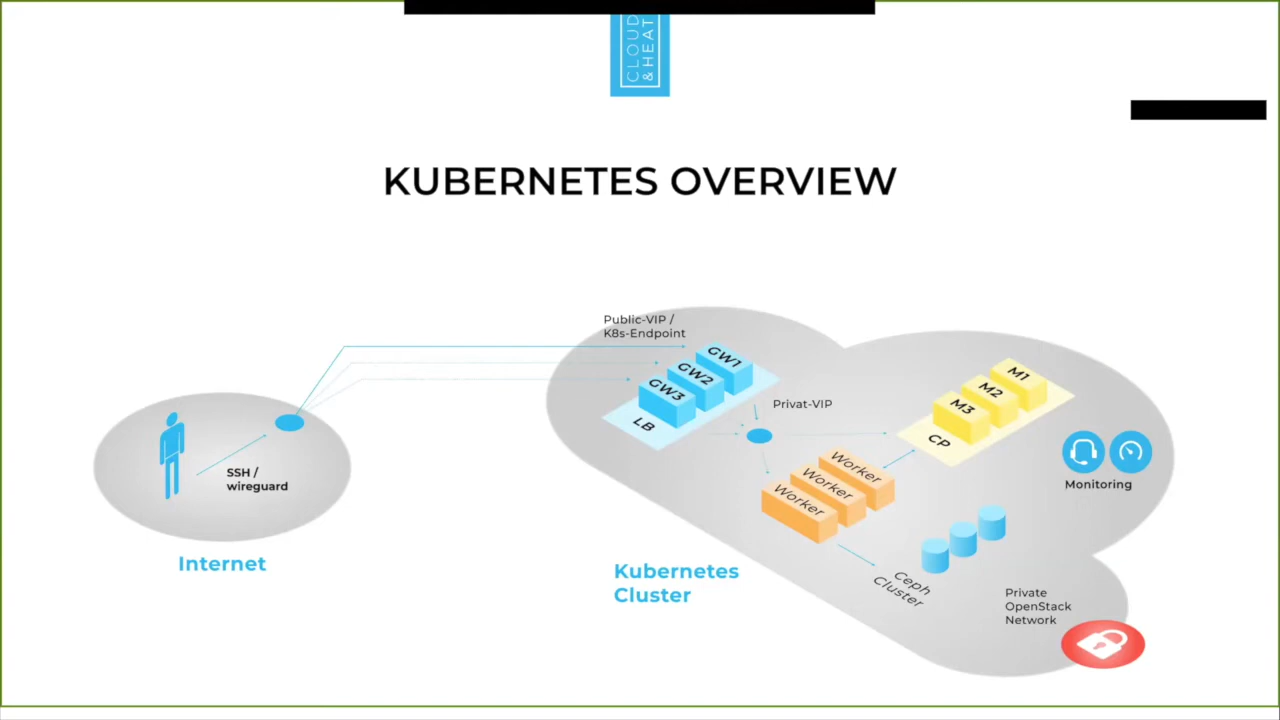 CLOUD
& HEAT
KUBERNETES OVERVIEW
Public-VIP /
K8s-Endpoint
GW1
GW2
GW3
LB
Privat-VIP
M1
M2
M3
CP
Worker
Worker
Worker
Monitoring
SSH /
wireguard
Internet
Kubernetes
Cluster
Ceph
Cluster
Private
OpenStack
Network